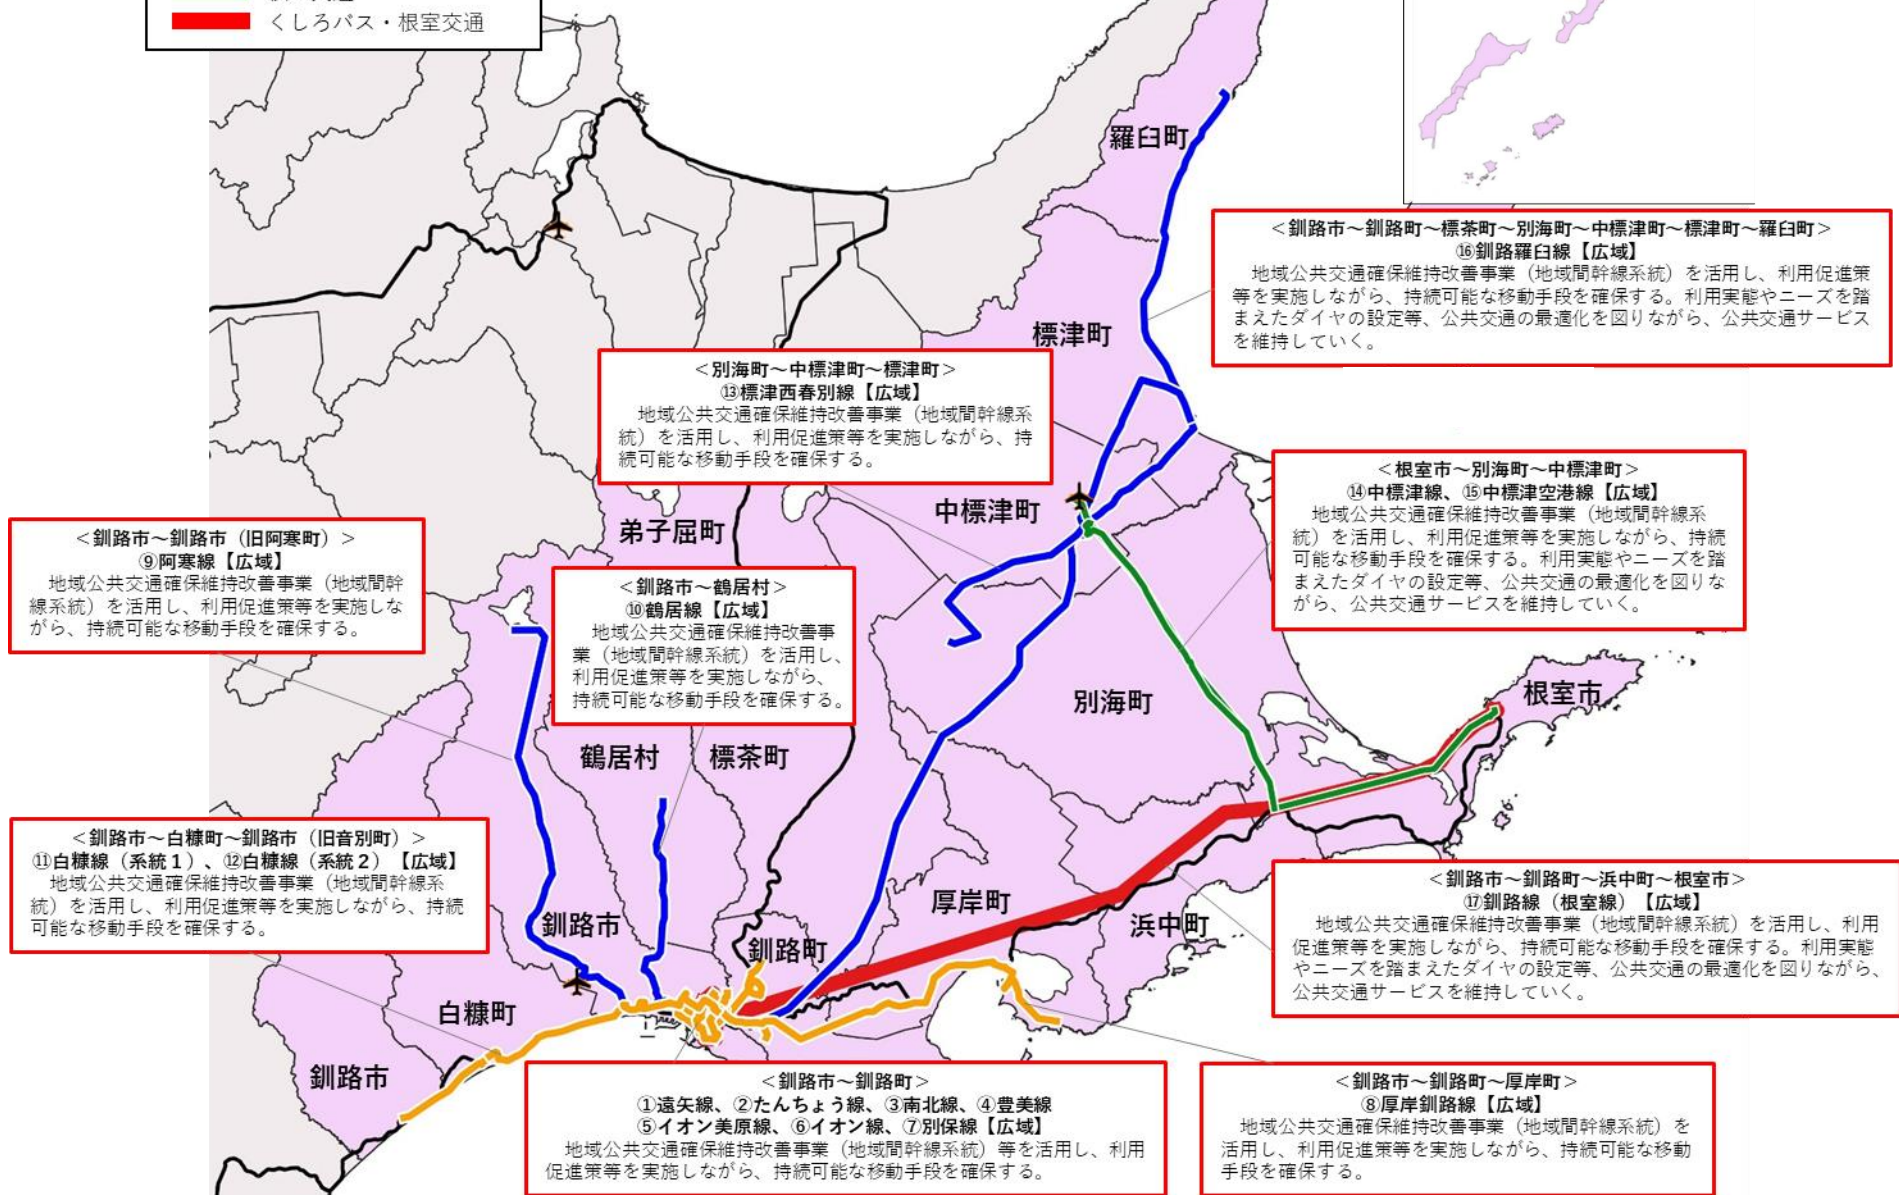 くしろバス・根室交通
羅臼町
＜釧路市～釧路町～標茶町～別海町～中標津町～標津町～羅臼町＞
⑯釧路羅臼線【広域】
地域公共交通確保維持改善事業（地域間幹線系統）を活用し、利用促進策
等を実施しながら、持続可能な移動手段を確保する。利用実態やニーズを踏
まえたダイヤの設定等、公共交通の最適化を図りながら、公共交通サービス
を維持していく。
標津町
＜別海町～中標津町～標津町＞
⑬標津西春別線【広域】
地域公共交通確保維持改善事業（地域間幹線系
統）を活用し、利用促進策等を実施しながら、持
続可能な移動手段を確保する。
＜根室市～別海町～中標津町＞
⑭中標津線、⑮中標津空港線【広域】
地域公共交通確保維持改善事業（地域間幹線系
統）を活用し、利用促進策等を実施しながら、持続
可能な移動手段を確保する。利用実態やニーズを踏
まえたダイヤの設定等、公共交通の最適化を図りな
がら、公共交通サービスを維持していく。
中標津町
弟子屈町
＜釧路市～釧路市（旧阿寒町）＞
⑨阿寒線【広域】
地域公共交通確保維持改善事業（地域間幹
線系統）を活用し、利用促進策等を実施しな
がら、持続可能な移動手段を確保する。
＜釧路市～鶴居村＞
⑩鶴居線【広域】
地域公共交通確保維持改善事
業（地域間幹線系統）を活用し、
利用促進策等を実施しながら、
持続可能な移動手段を確保する。
別海町
根室市
鶴居村
標茶町
＜釧路市～白糠町～釧路市（旧音別町）＞
⑪白糠線（系統１）、⑫白糠線（系統２）【広域】
地域公共交通確保維持改善事業（地域間幹線系
統）を活用し、利用促進策等を実施しながら、持続
可能な移動手段を確保する。
＜釧路市～釧路町～浜中町～根室市＞
⑰釧路線（根室線）【広域】
地域公共交通確保維持改善事業（地域間幹線系統）を活用し、利用
促進策等を実施しながら、持続可能な移動手段を確保する。利用実態
やニーズを踏まえたダイヤの設定等、公共交通の最適化を図りながら、
公共交通サービスを維持していく。
厚岸町
釧路市
浜中町
釧路町
白糠町
釧路市
＜釧路市～釧路町＞
①遠矢線、②たんちょう線、③南北線、④豊美線
⑤イオン美原線、⑥イオン線、⑦別保線【広域】
地域公共交通確保維持改善事業（地域間幹線系統）等を活用し、利用
促進策等を実施しながら、持続可能な移動手段を確保する。
＜釧路市～釧路町～厚岸町＞
⑧厚岸釧路線【広域】
地域公共交通確保維持改善事業（地域間幹線系統）を
活用し、利用促進策等を実施しながら、持続可能な移動
手段を確保する。